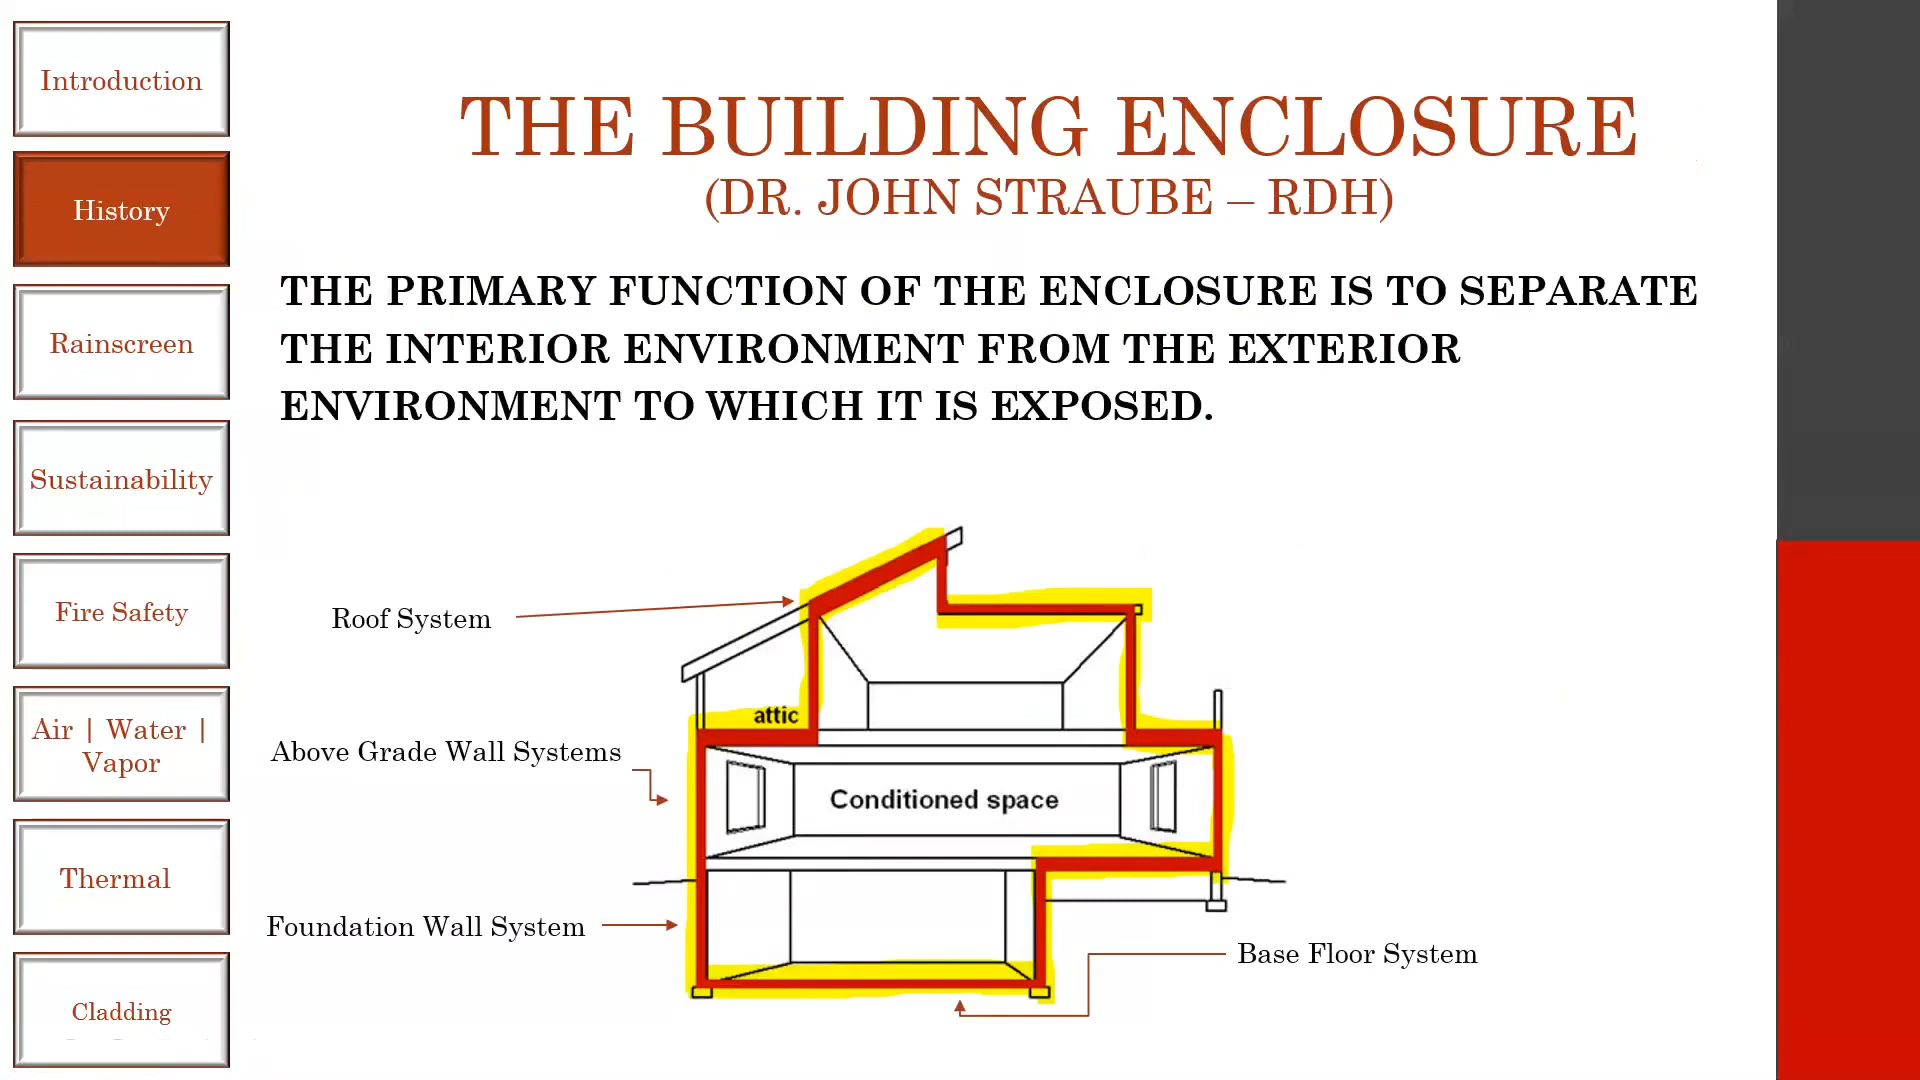 Introduction
History
Rainscreen
Sustainability
Fire Safety
Air | Water |
Vapor
Thermal
Cladding
THE BUILDING ENCLOSURE
(DR. JOHN STRAUBE – RDH)
THE PRIMARY FUNCTION OF THE ENCLOSURE IS TO SEPARATE
THE INTERIOR ENVIRONMENT FROM THE EXTERIOR
ENVIRONMENT TO WHICH IT IS EXPOSED.
Roof System
attic
Above Grade Wall Systems
Conditioned space
Foundation Wall System
Base Floor System